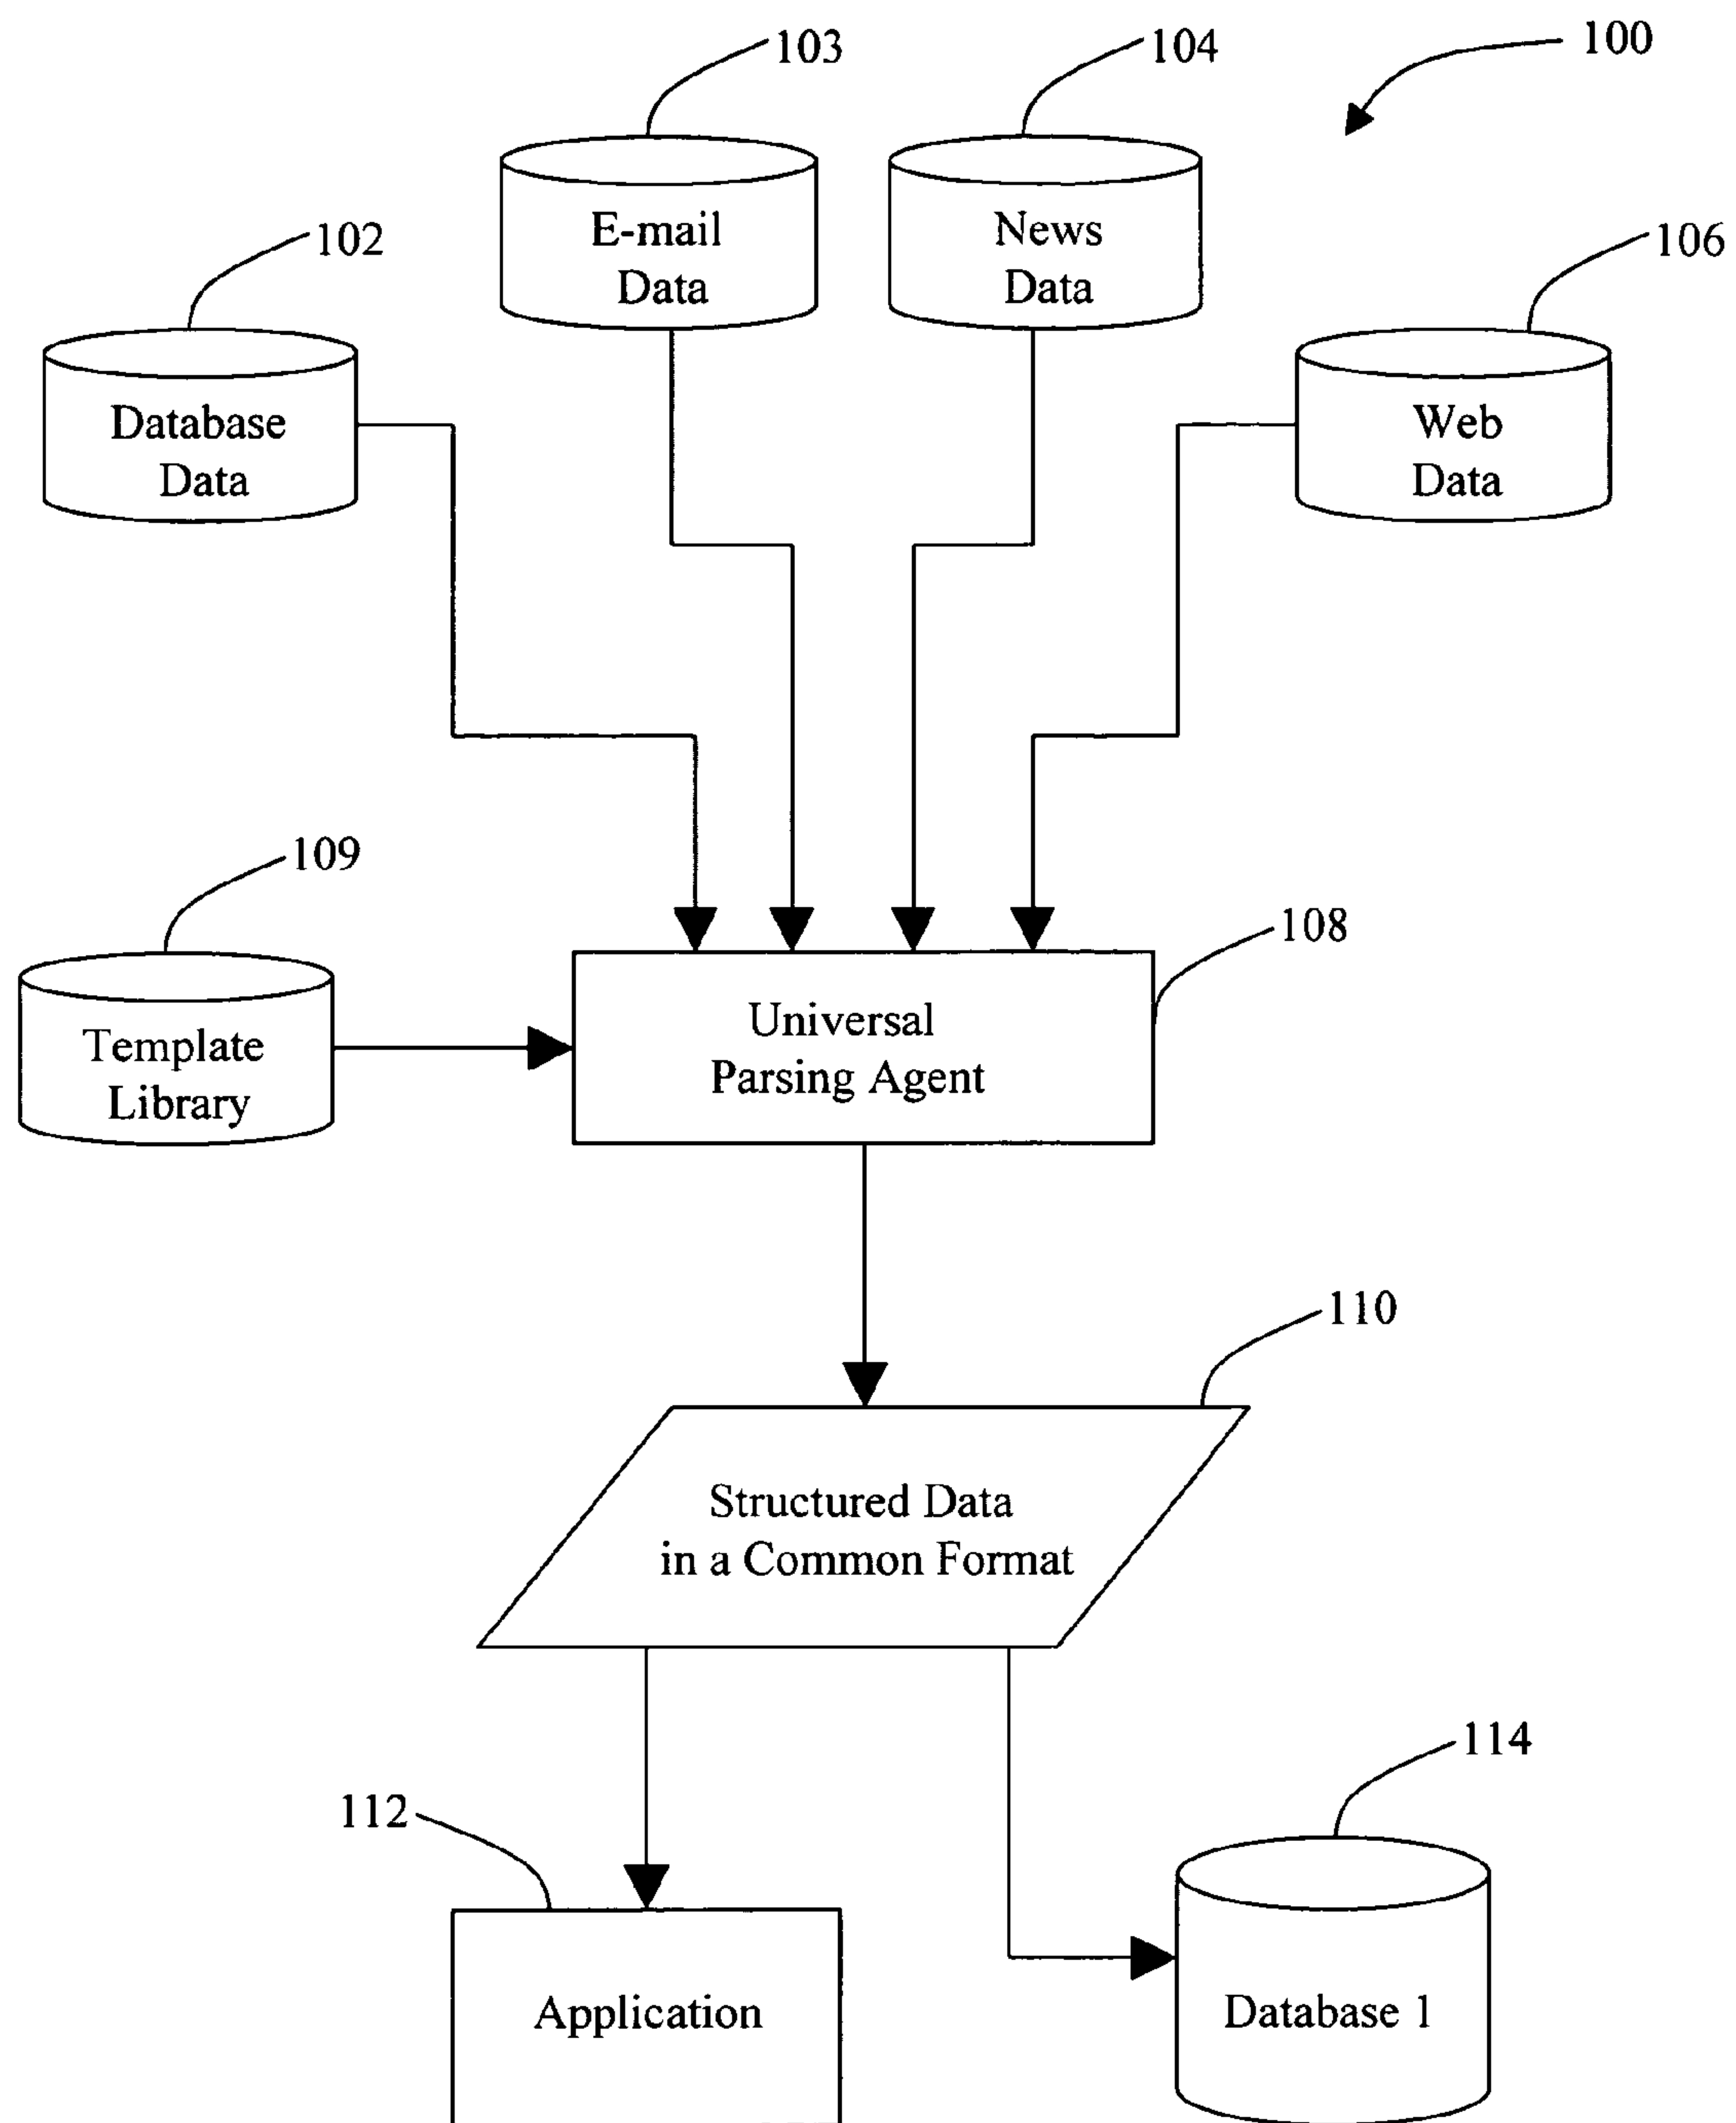 103
104
100
E-mail
Data
News
Data
102
106
Database
Data
Web
Data
109
108
Template
Library
Universal
Parsing Agent
110
Structured Data
in a Common Format
114
112
Application
Database 1